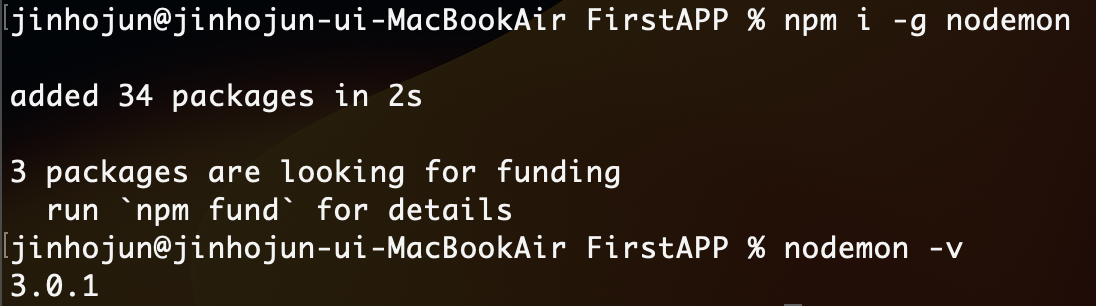 [jinhojun@jinhojun-ui-MacBookAir FirstAPP % npm i -g nodemon
added 34 packages in 2s
3 packages are looking for funding
  run `npm fund` for details
[jinhojun@jinhojun-ui-MacBookAir FirstAPP % nodemon -v
3.0.1